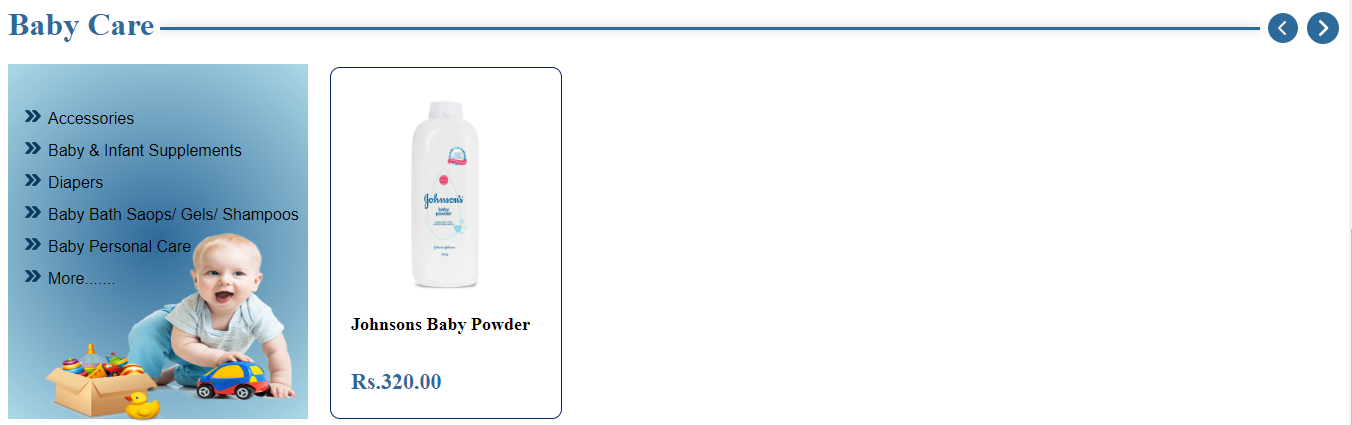 Baby Care
Accessories
Baby & Infant Supplements
Diapers
Baby Bath Saops/ Gels/ Shampoos
Baby Personal Care
More.......
Johnson's
baby
powder
Johnsons Baby Powder
Rs.320.00